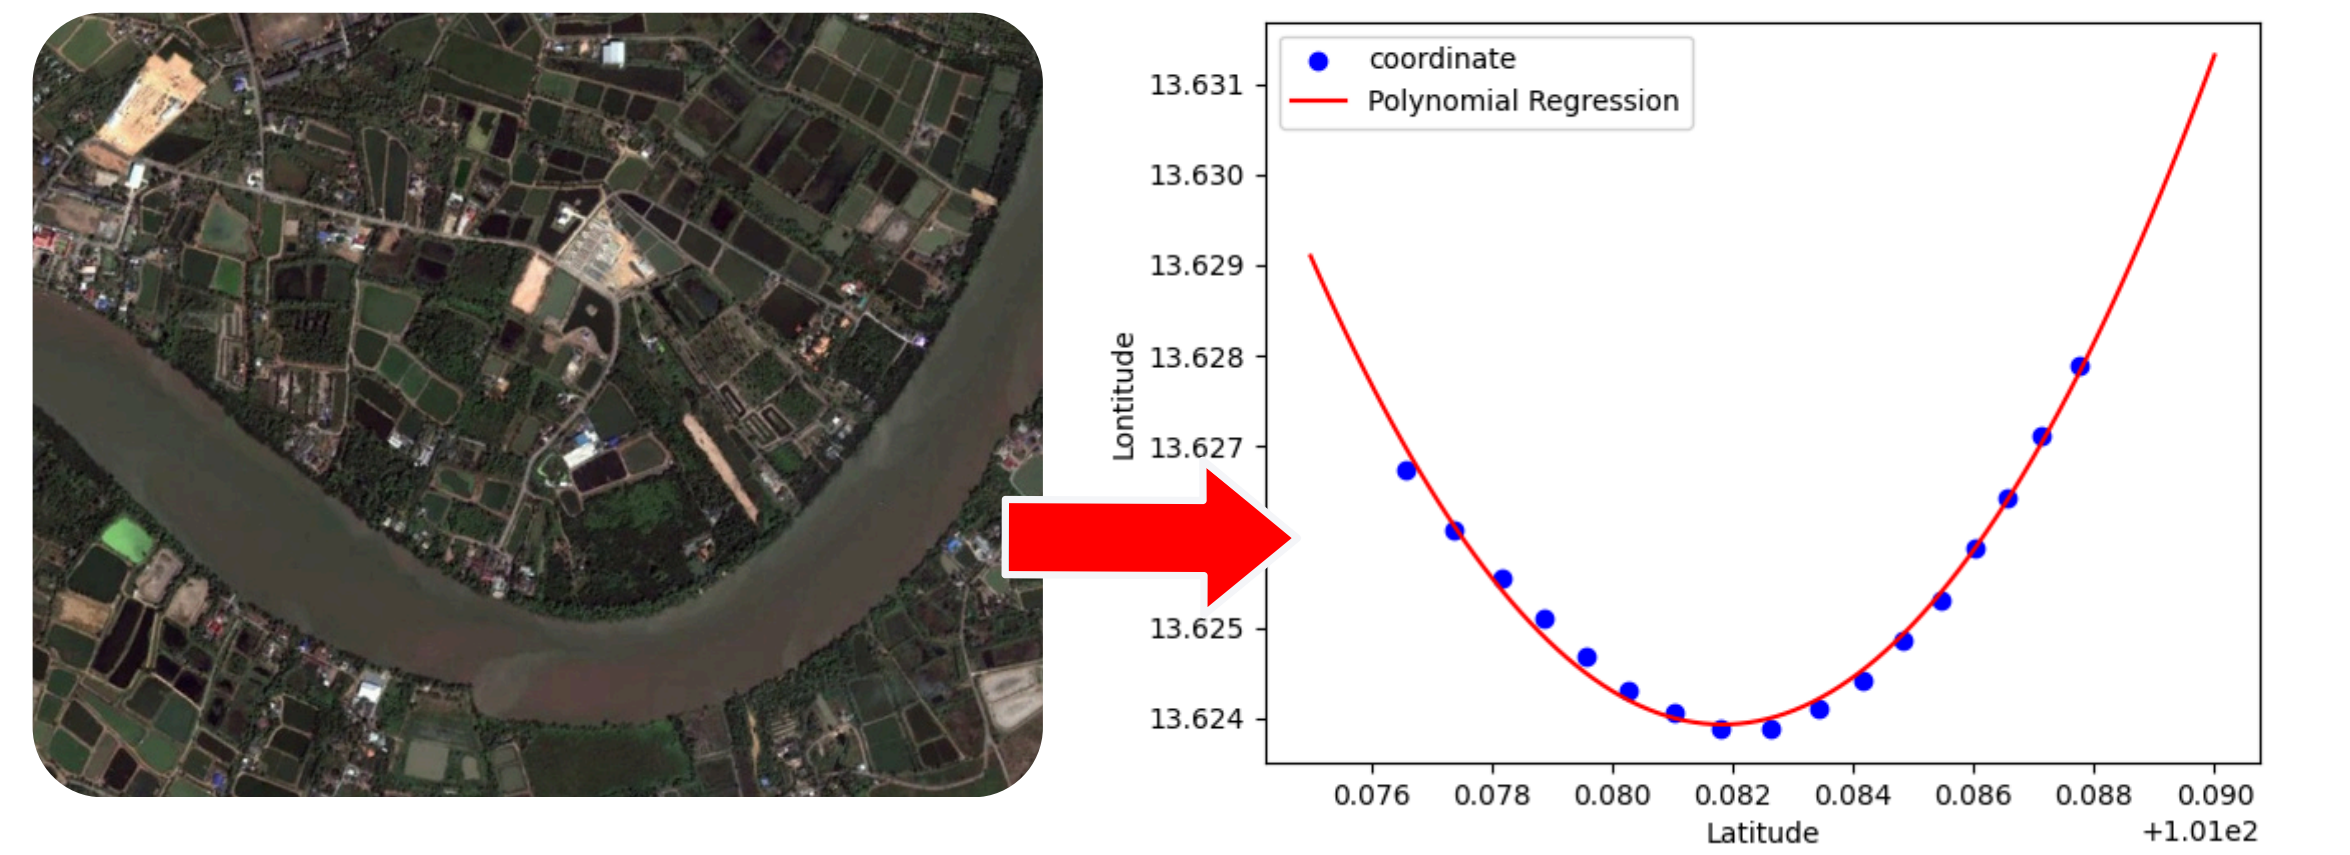 coordinate
Polynomial Regression
13.631
13.630
13.629
13.628
13.627
13.625
13.624
Lontitude
0.076 0.078 0.080 0.082 0.084 0.086 0.088 0.090
Latitude
+1.01e2